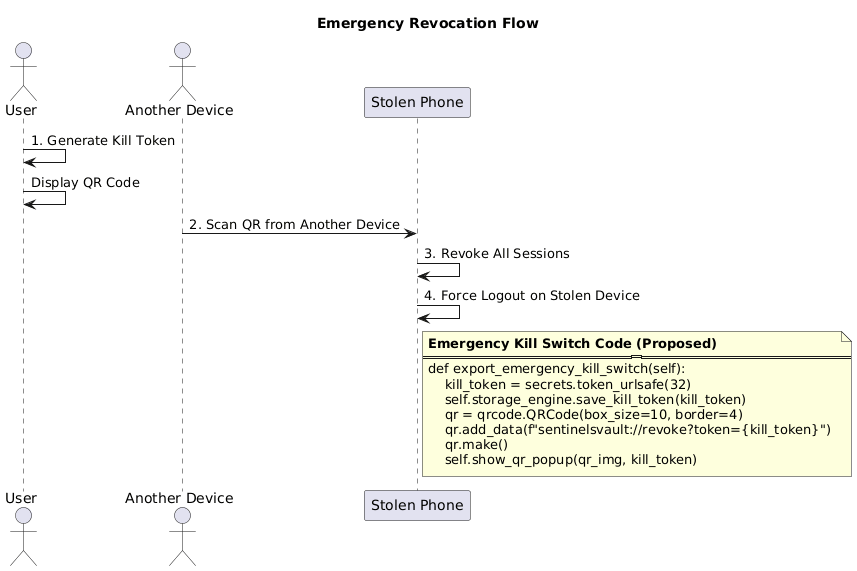 Emergency Revocation Flow
User
Another Device
Stolen Phone
1. Generate Kill Token
Display QR Code
2. Scan QR from Another Device
3. Revoke All Sessions
4. Force Logout on Stolen Device
Emergency Kill Switch Code (Proposed)
def export_emergency_kill_switch(self):
    kill_token = secrets.token_urlsafe(32)
    self.storage_engine.save_kill_token(kill_token)
    qr = qrcode.QRCode(box_size=10, border=4)
    qr.add_data(f"sentinelsvault://revoke?token={kill_token}")
    qr.make()
    self.show_qr_popup(qr_img, kill_token)
User
Another Device
Stolen Phone